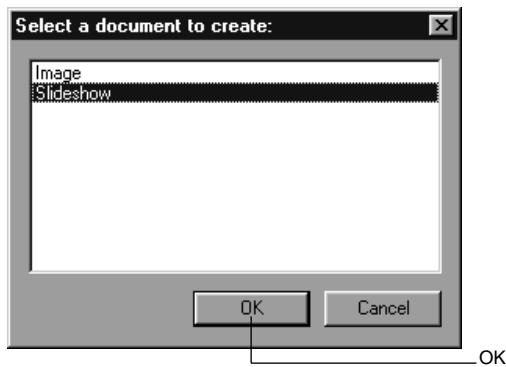 Select a document to create:
Image
Slideshow
OK
Cancel
OK